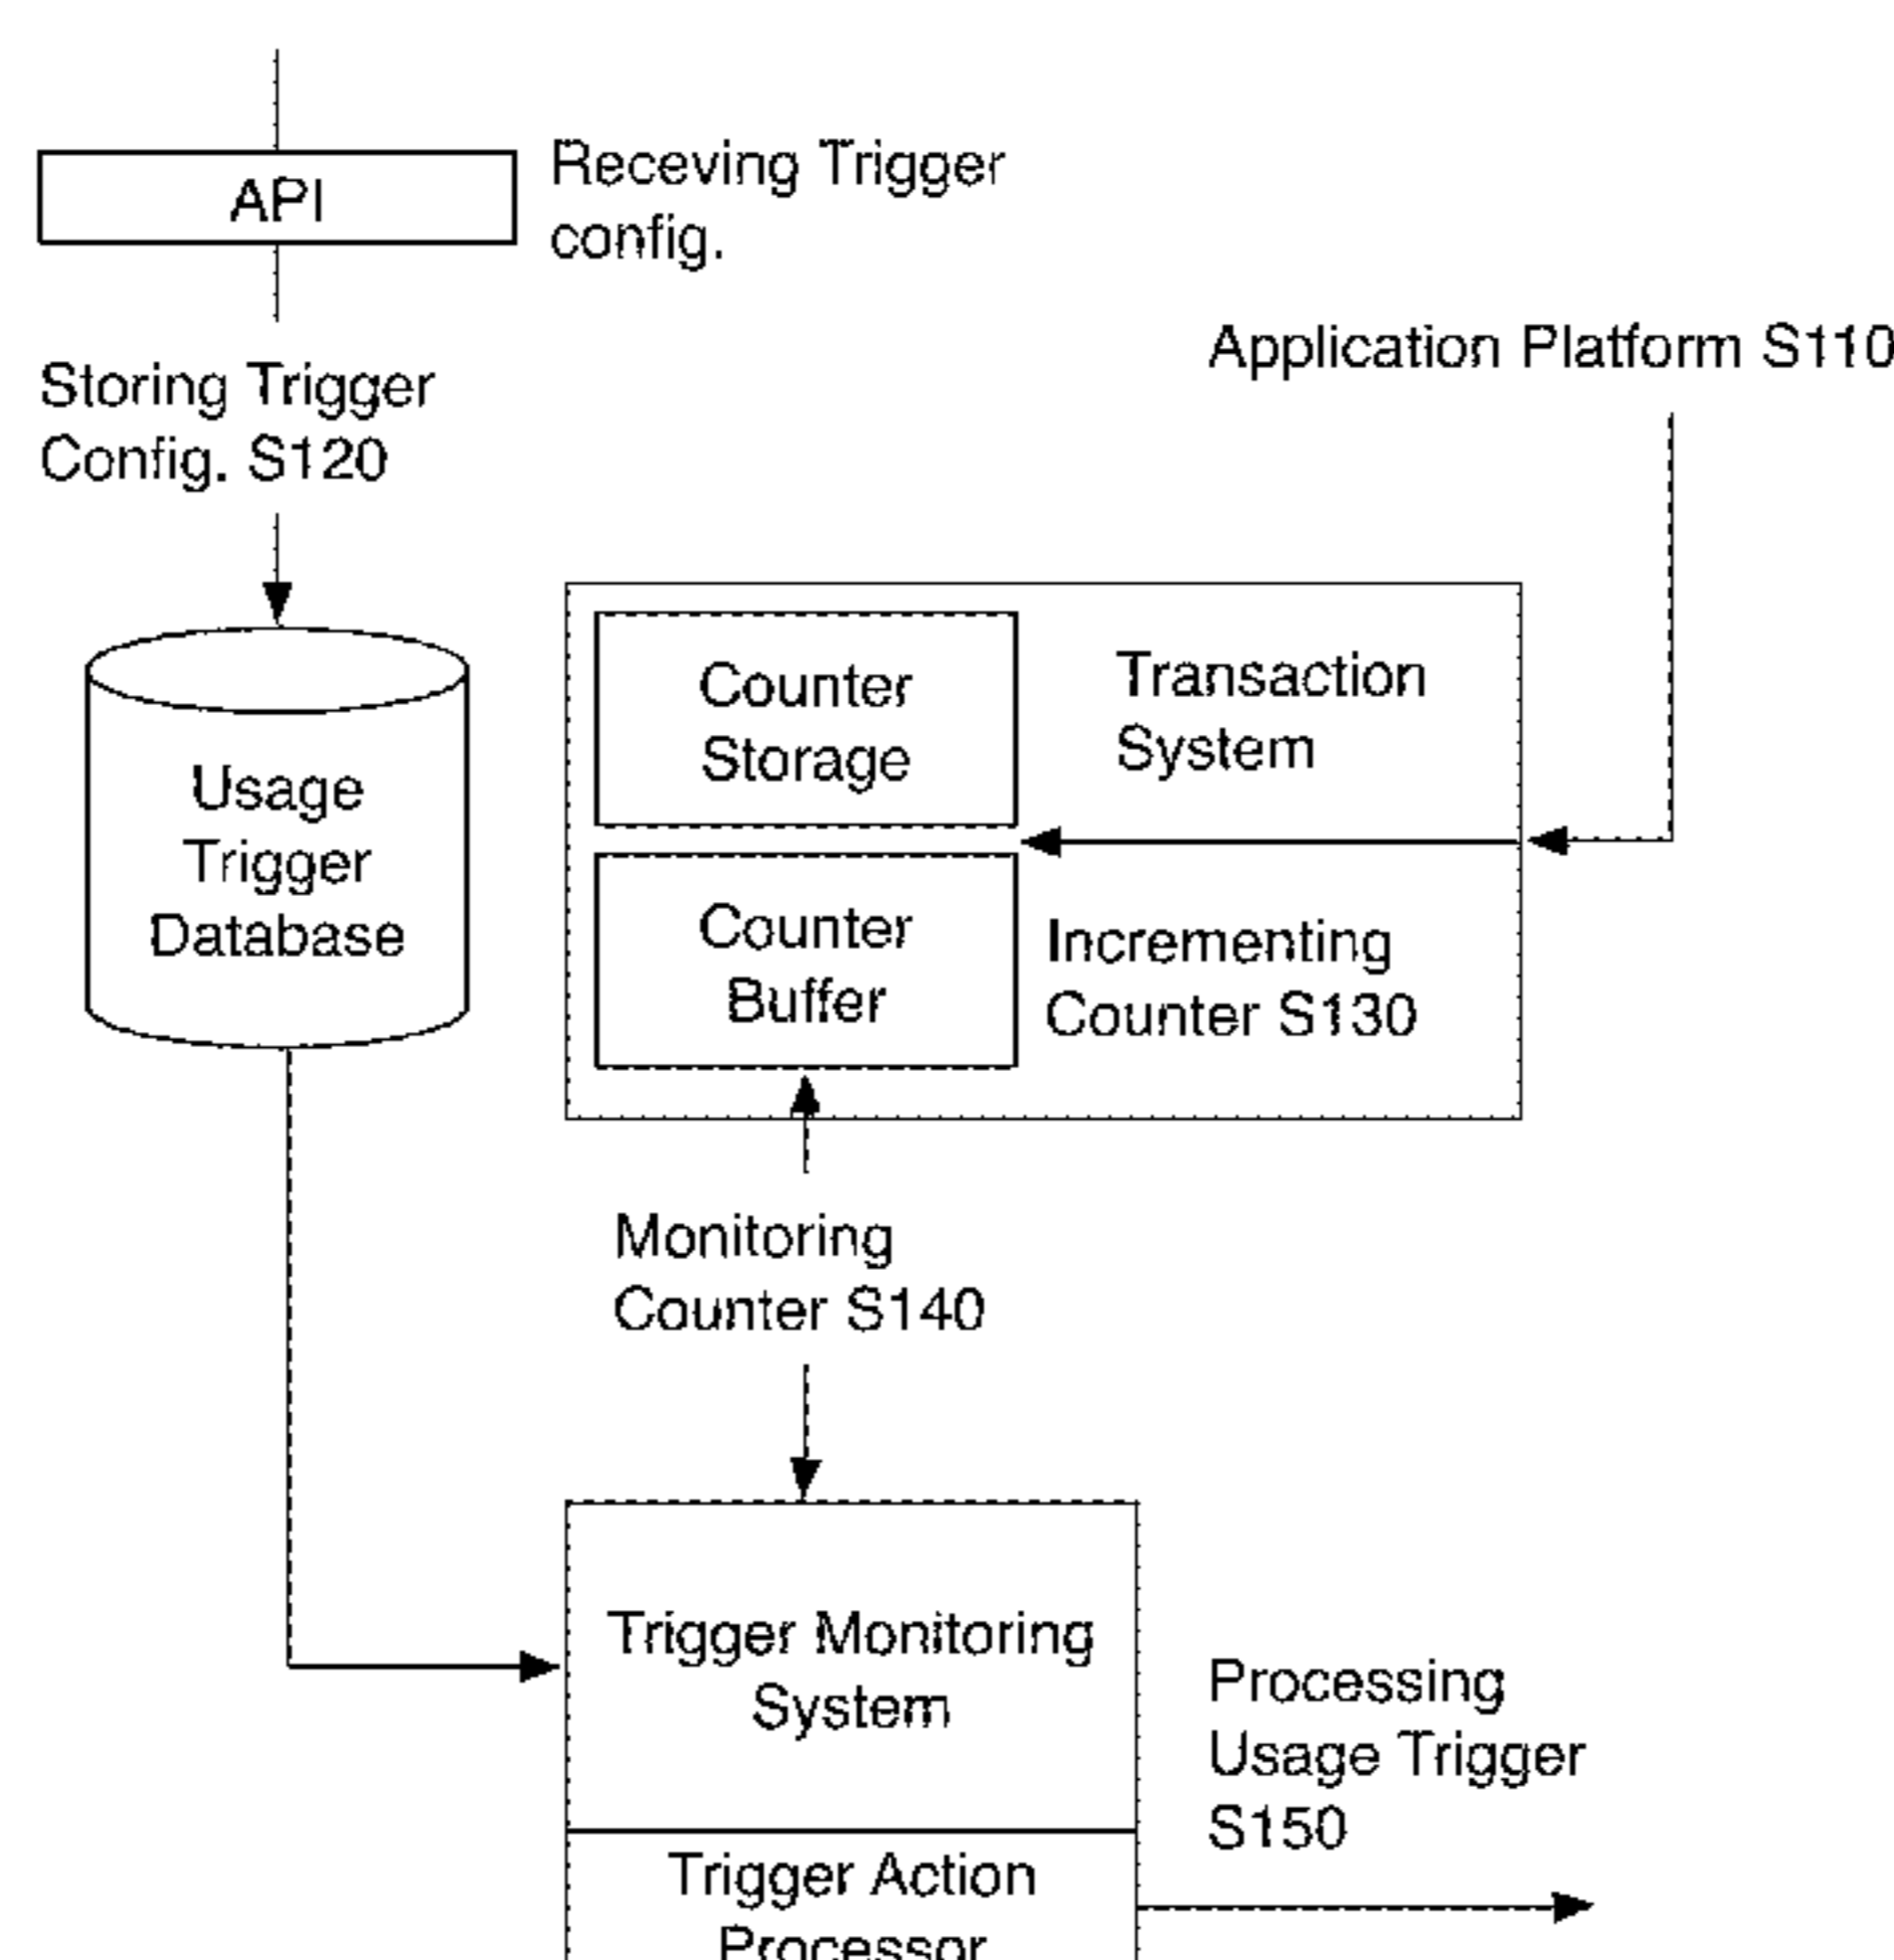 API
Receving Trigger
config.
Storing Trigger
Config. S120
Application Platform S110
Usage
Trigger
Database
Counter
Storage
Transaction
System
Counter
Buffer
Incrementing
Counter S130
Monitoring
Counter S140
Trigger Monitoring
System
Processing
Usage Trigger
S150
Trigger Action
Processor